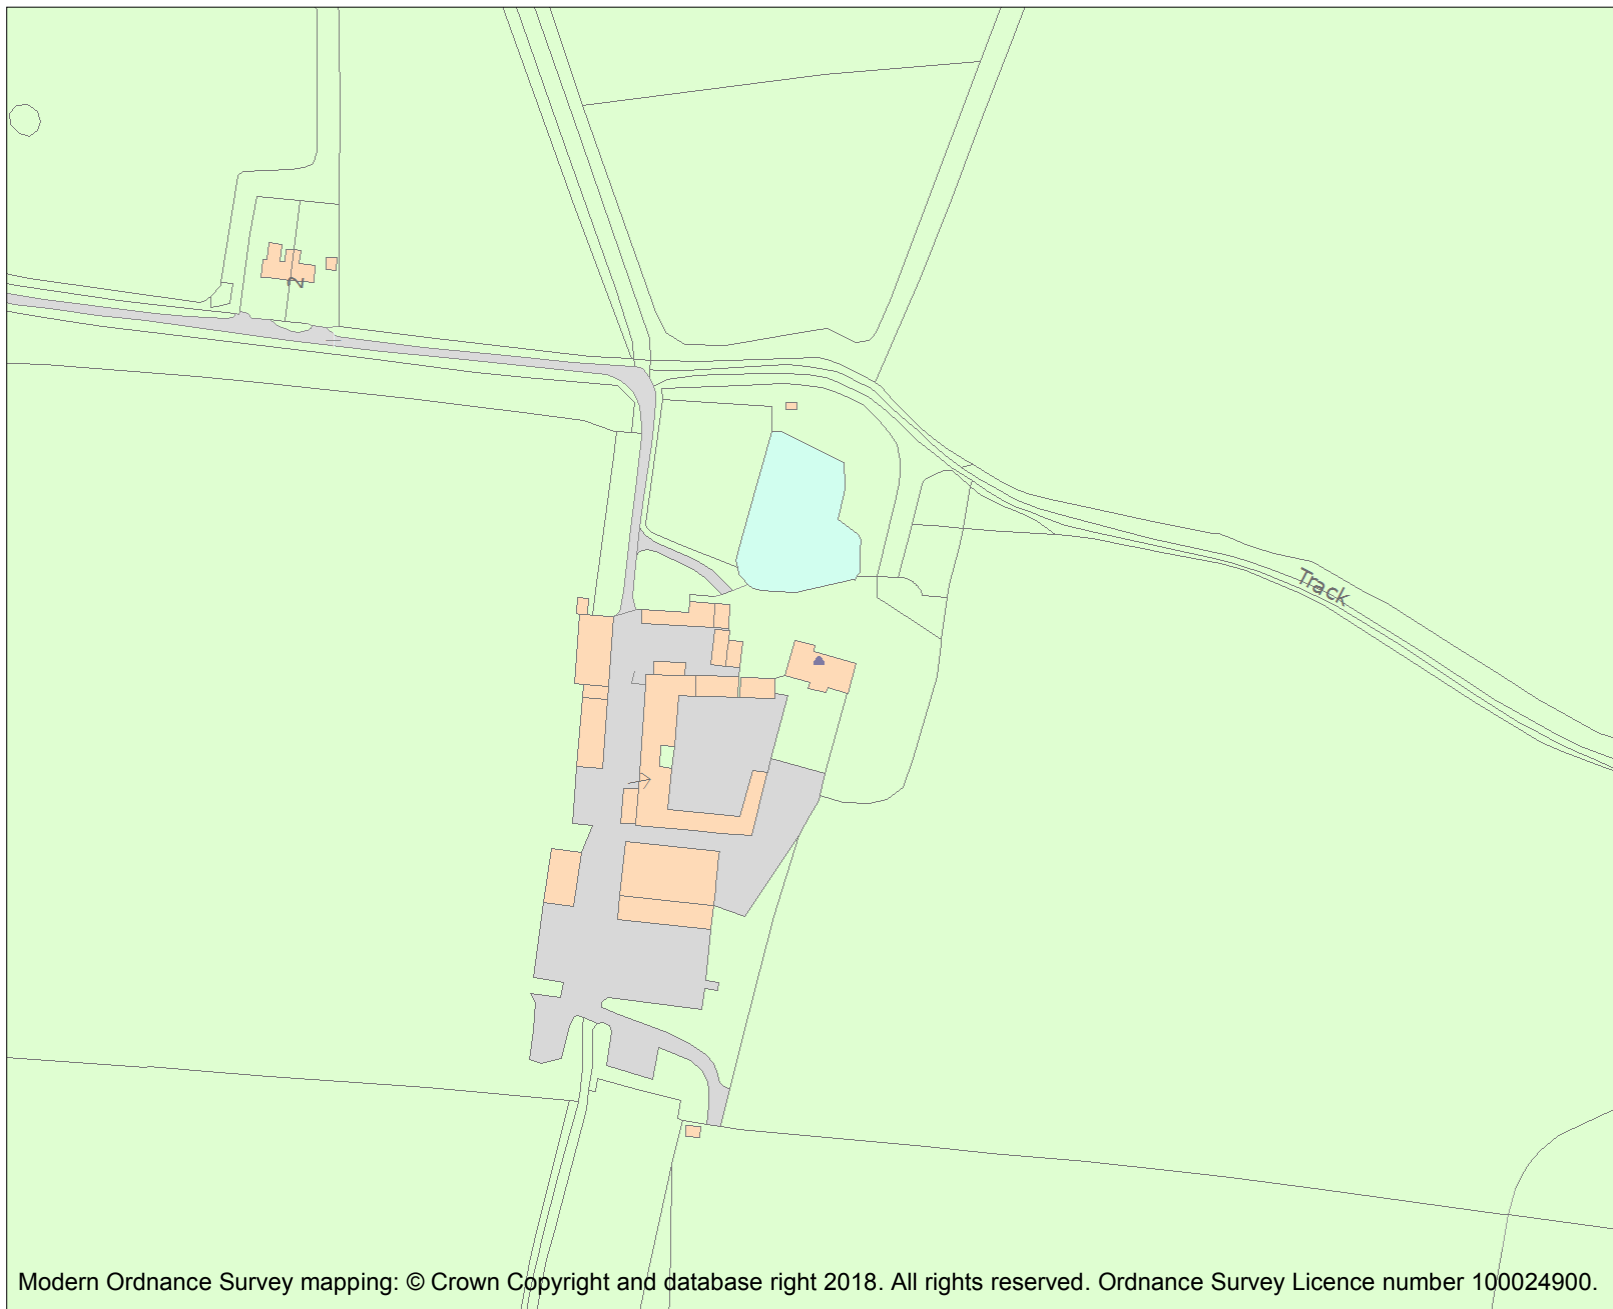 2
Track
Modern Ordnance Survey mapping: © Crown Copyright and database right 2018. All rights reserved. Ordnance Survey Licence number 100024900.